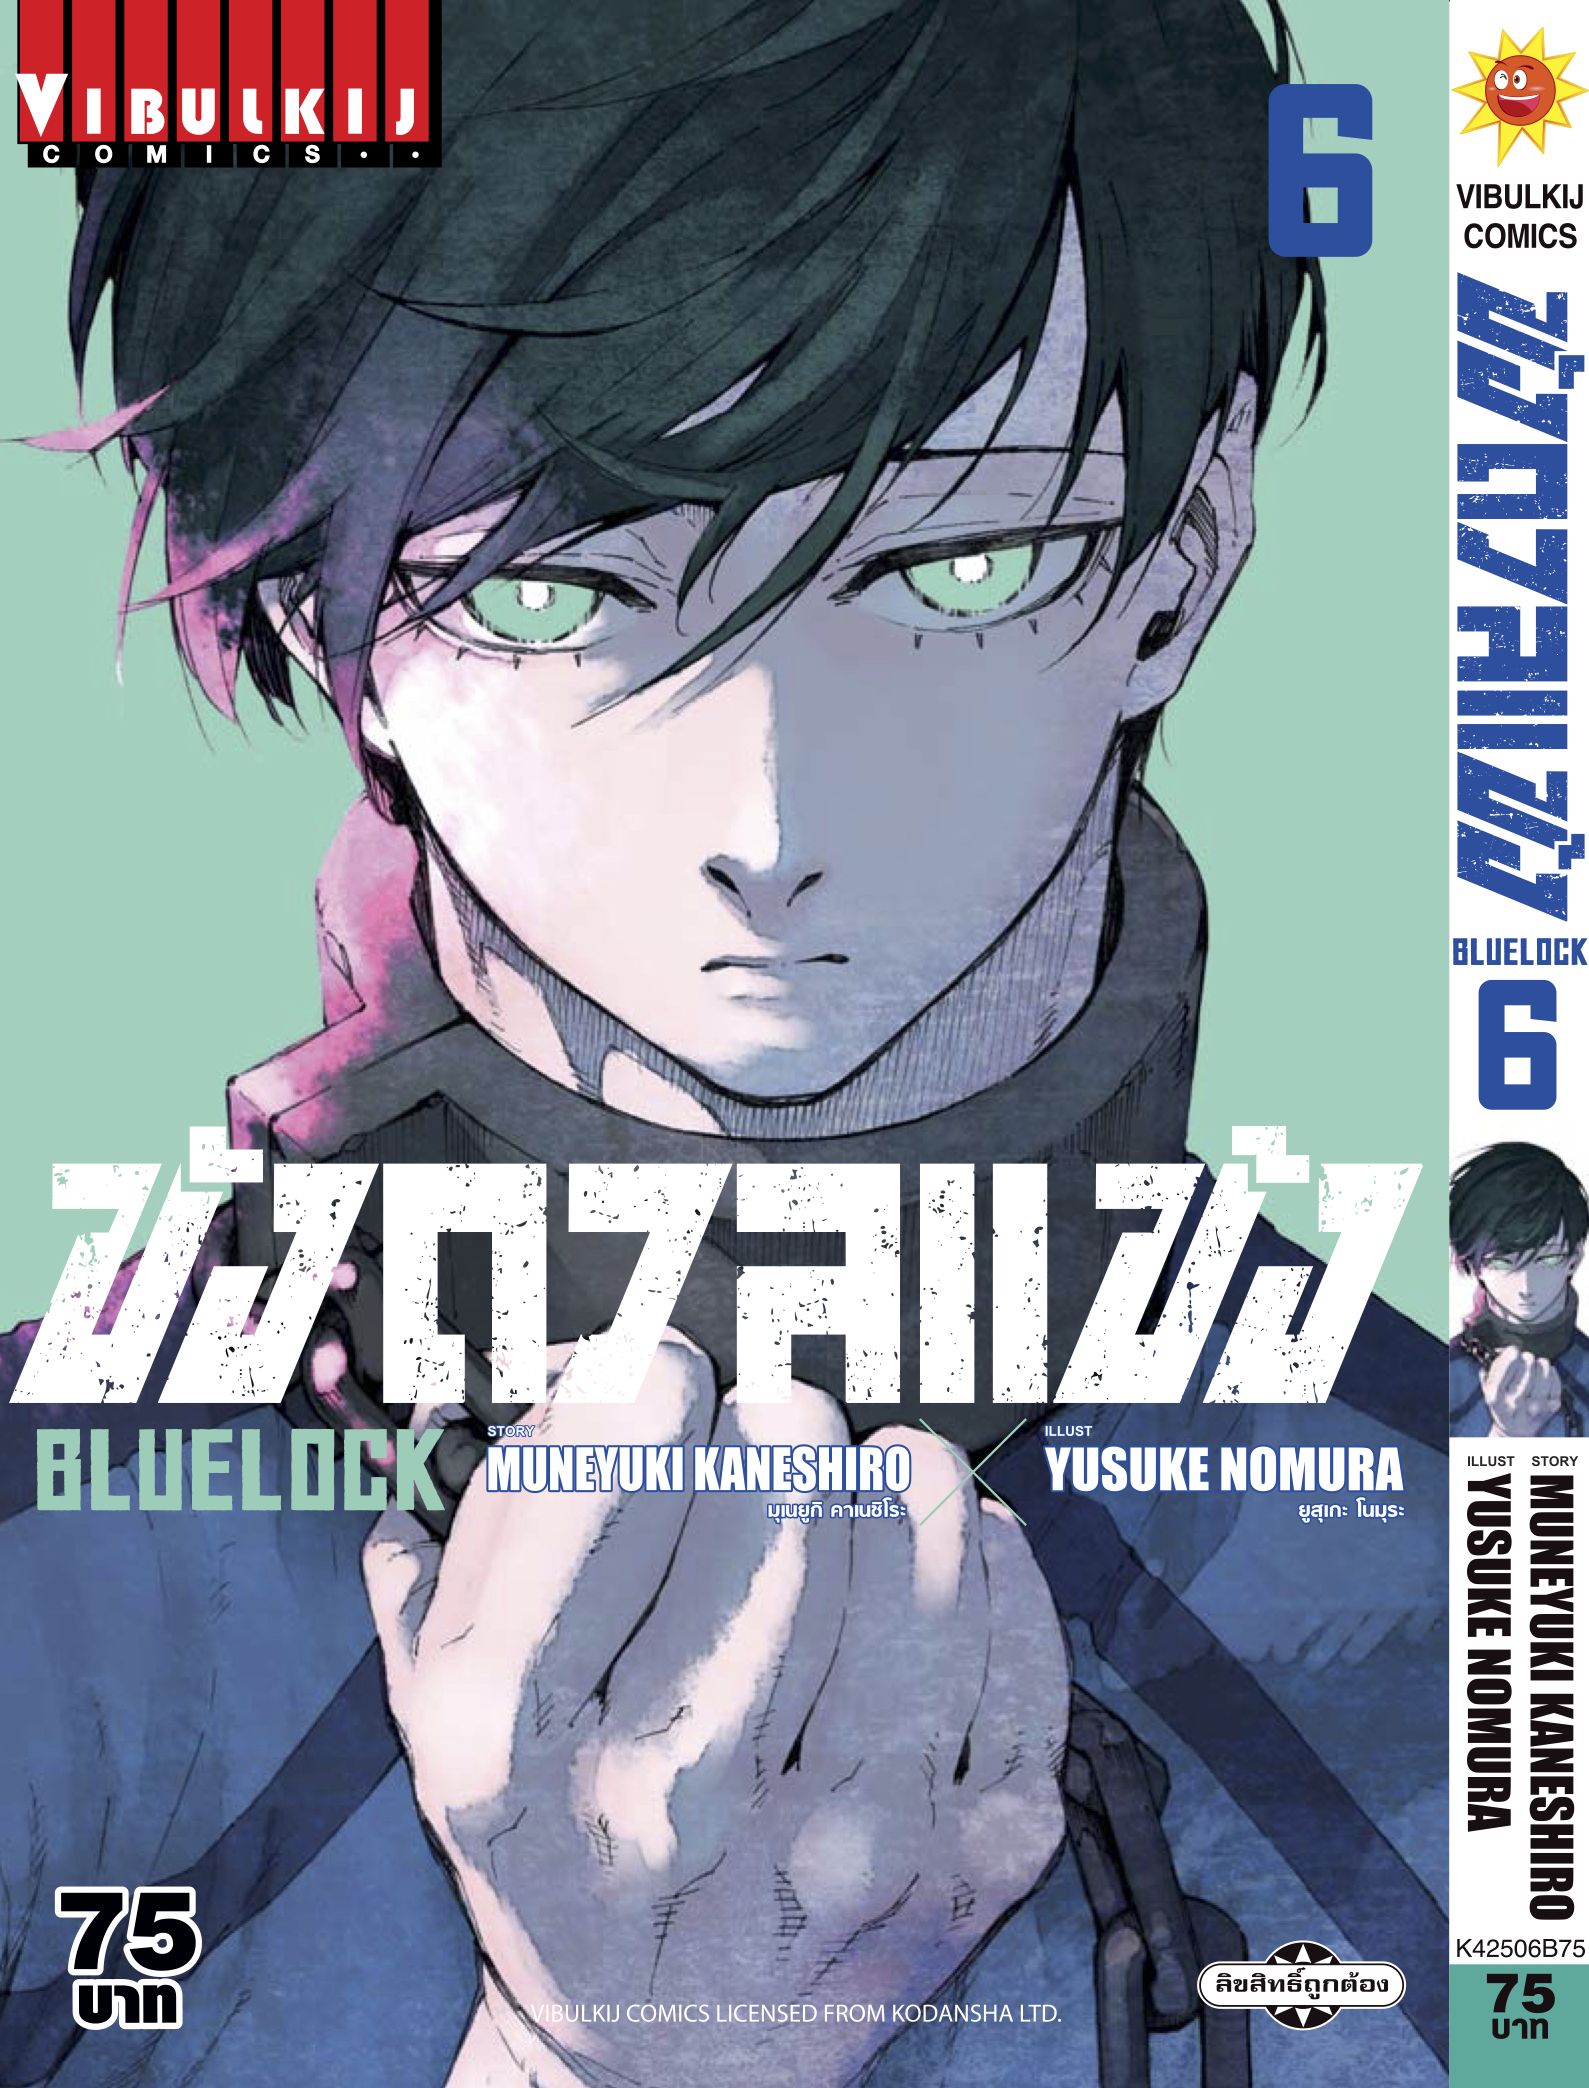 VIBULKIJ
COMICS
6
ขังดวลแข้ง
BLUELOCK
STORY
MUNEYUKI KANESHIRO
มุเนยูกิ คาเนชิโระ
ILLUST
YUSUKE NOMURA
ยูสุเกะ โนมุระ
75
บาท
VIBULKIJ COMICS LICENSED FROM KODANSHA LTD.
ลิขสิทธิ์ถูกต้อง
VIBULKIJ
COMICS
ขังดวลแข้ง
BLUELOCK
6
STORY
MUNEYUKI KANESHIRO
ILLUST
YUSUKE NOMURA
K42506B75
75
บาท